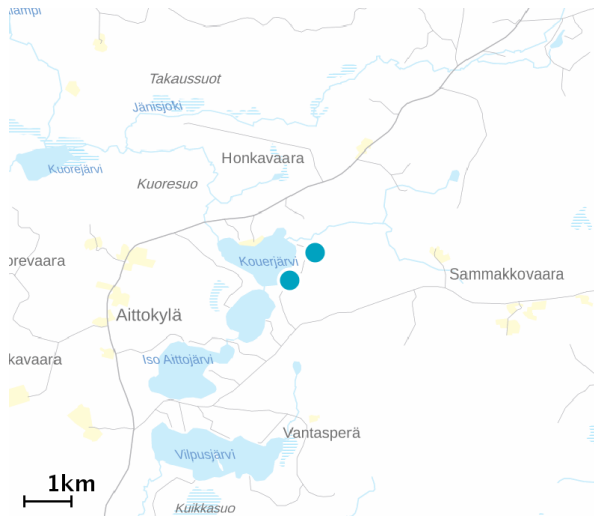 Takaussuot
Jänisjoki
Honkavaara
Kuorejärvi
Kuoresuo
Kouerjärvi
Sammakkovaara
Aittokylä
Iso Aittojärvi
Vantasperä
Vilpusjärvi
1km
Kuikkasuo